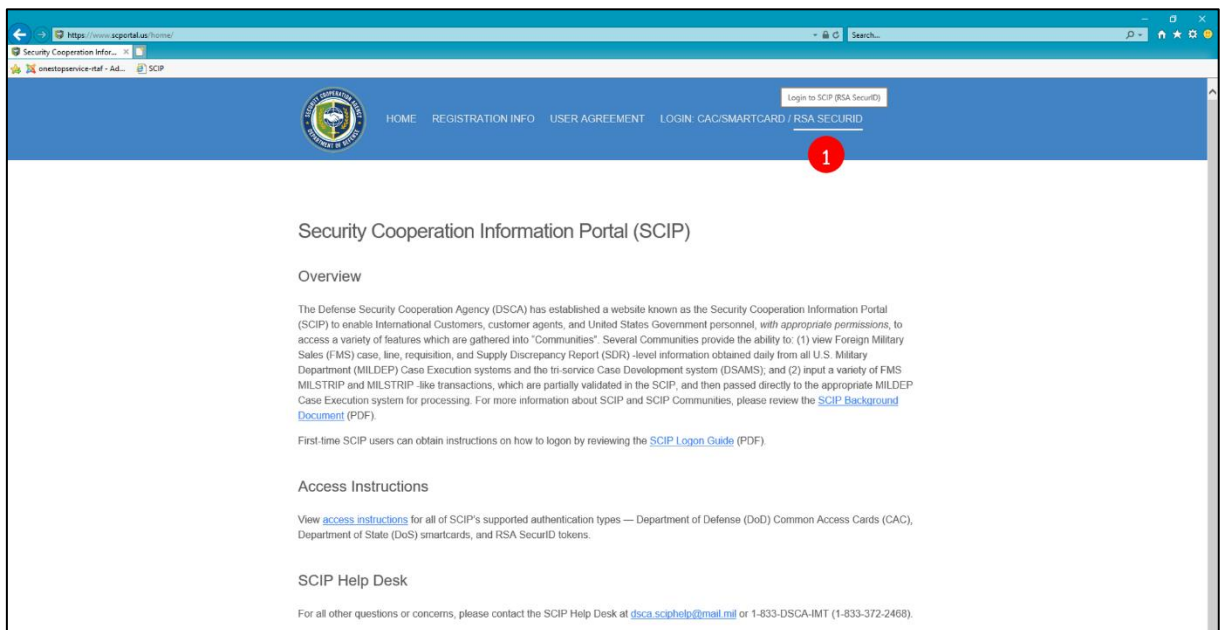 https://www.scportal.us/home/
Search...
Security Cooperation Infor...
onestopservice-rtaf - Ad...
SCIP
Login to SCIP (RSA SecurID)
SECURITY COOPERATION AGENCY
DEPARTMENT OF DEFENSE
HOME REGISTRATION INFO USER AGREEMENT LOGIN: CAC/SMARTCARD / RSA SECURID
1
Security Cooperation Information Portal (SCIP)
Overview
The Defense Security Cooperation Agency (DSCA) has established a website known as the Security Cooperation Information Portal
(SCIP) to enable International Customers, customer agents, and United States Government personnel, with appropriate permissions, to
access a variety of features which are gathered into "Communities". Several Communities provide the ability to: (1) view Foreign Military
Sales (FMS) case, line, requisition, and Supply Discrepancy Report (SDR) -level information obtained daily from all U.S. Military
Department (MILDEP) Case Execution systems and the tri-service Case Development system (DSAMS); and (2) input a variety of FMS
MILSTRIP and MILSTRIP -like transactions, which are partially validated in the SCIP, and then passed directly to the appropriate MILDEP
Case Execution system for processing. For more information about SCIP and SCIP Communities, please review the SCIP Background
Document (PDF).
First-time SCIP users can obtain instructions on how to logon by reviewing the SCIP Logon Guide (PDF).
Access Instructions
View access instructions for all of SCIP's supported authentication types — Department of Defense (DoD) Common Access Cards (CAC),
Department of State (DoS) smartcards, and RSA SecurID tokens.
SCIP Help Desk
For all other questions or concerns, please contact the SCIP Help Desk at dsca.sciphelp@mail.mil or 1-833-DSCA-IMT (1-833-372-2468).